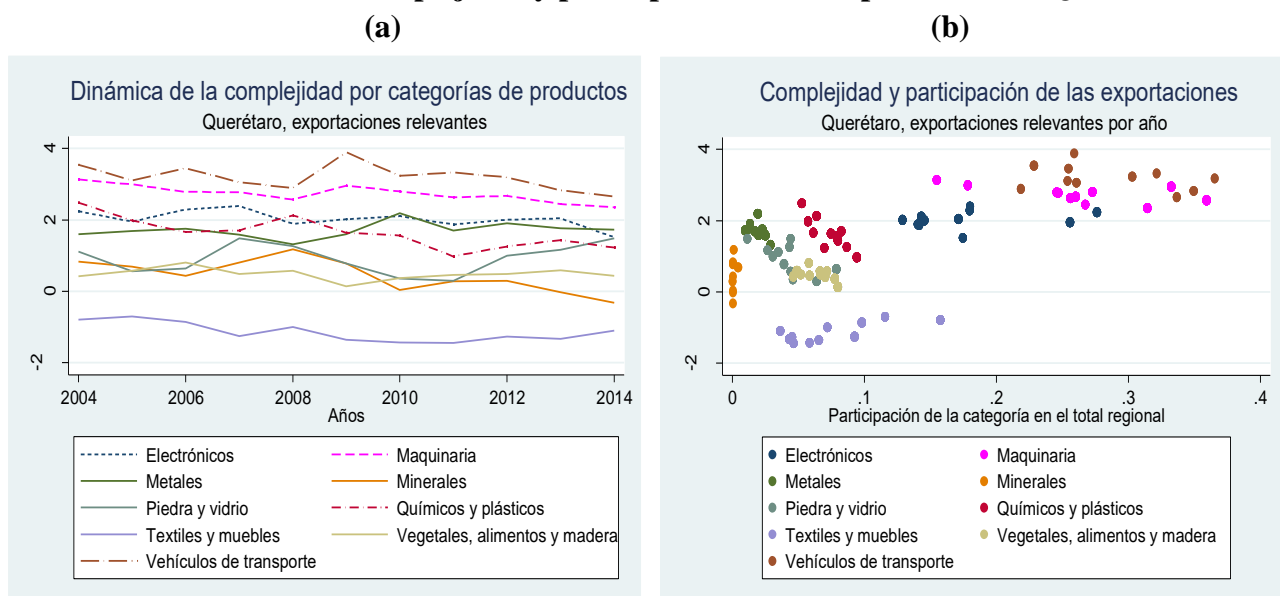 (a)
(b)
Dinámica de la complejidad por categorías de productos
Querétaro, exportaciones relevantes
4
2
0
-2
2004
2006
2008
2010
2012
2014
Años
Electrónicos
Maquinaria
Metales
Minerales
Piedra y vidrio
Químicos y plásticos
Textiles y muebles
Vegetales, alimentos y madera
Vehículos de transporte
Complejidad y participación de las exportaciones
Querétaro, exportaciones relevantes por año
4
2
0
-2
0
.1
.2
.3
.4
Participación de la categoría en el total regional
Electrónicos
Maquinaria
Metales
Minerales
Piedra y vidrio
Químicos y plásticos
Textiles y muebles
Vegetales, alimentos y madera
Vehículos de transporte